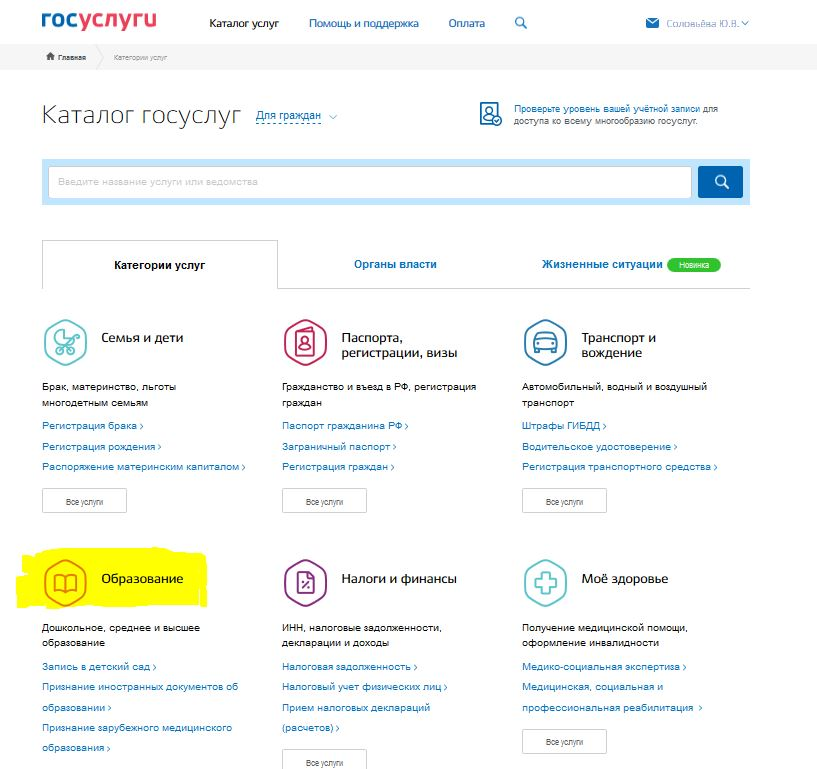 госуслуги
Каталог услуг
Помощь и поддержка
Оплата
Соловьёва Ю.В.
Главная
Категории услуг
Каталог госуслуг
Для граждан
Проверьте уровень вашей учётной записи для
доступа ко всему многообразию госуслуг.
Введите название услуги или ведомства
Категории услуг
Органы власти
Жизненные ситуации
Новинка
Семья и дети
Брак, материнство, льготы
многодетным семьям
Регистрация брака ›
Регистрация рождения ›
Распоряжение материнским капиталом ›
Все услуги
Паспорта,
регистрации, визы
Гражданство и въезд в РФ, регистрация
граждан
Паспорт гражданина РФ ›
Заграничный паспорт ›
Регистрация граждан ›
Все услуги
Транспорт и
вождение
Автомобильный, водный и воздушный
транспорт
Штрафы ГИБДД ›
Водительское удостоверение ›
Регистрация транспортного средства ›
Все услуги
Образование
Дошкольное, среднее и высшее
образование
Запись в детский сад ›
Признание иностранных документов об
образовании ›
Признание зарубежного медицинского
образования ›
Налоги и финансы
ИНН, налоговые задолженности,
декларации и доходы
Налоговая задолженность ›
Налоговый учет физических лиц ›
Прием налоговых деклараций
(расчетов) ›
Все услуги
Моё здоровье
Получение медицинской помощи,
оформление инвалидности
Медико-социальная экспертиза ›
Медицинская, социальная и
профессиональная реабилитация ›
Все услуги